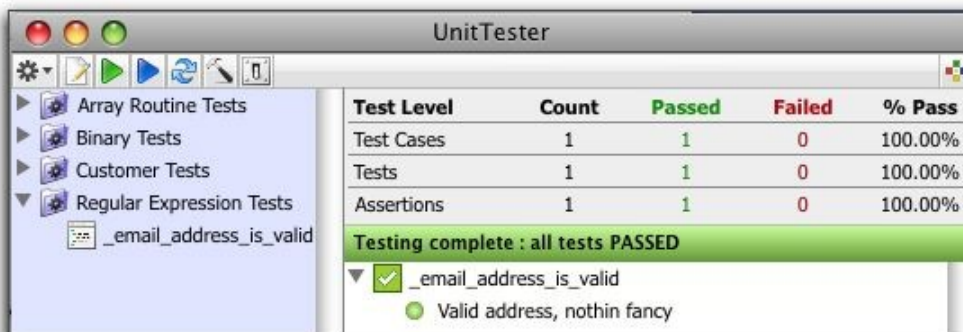 UnitTester
Array Routine Tests
Binary Tests
Customer Tests
Regular Expression Tests
_email_address_is_valid
Test Level Count Passed Failed % Pass
Test Cases 1 1 0 100.00%
Tests 1 1 0 100.00%
Assertions 1 1 0 100.00%
Testing complete : all tests PASSED
_email_address_is_valid
Valid address, nothin fancy